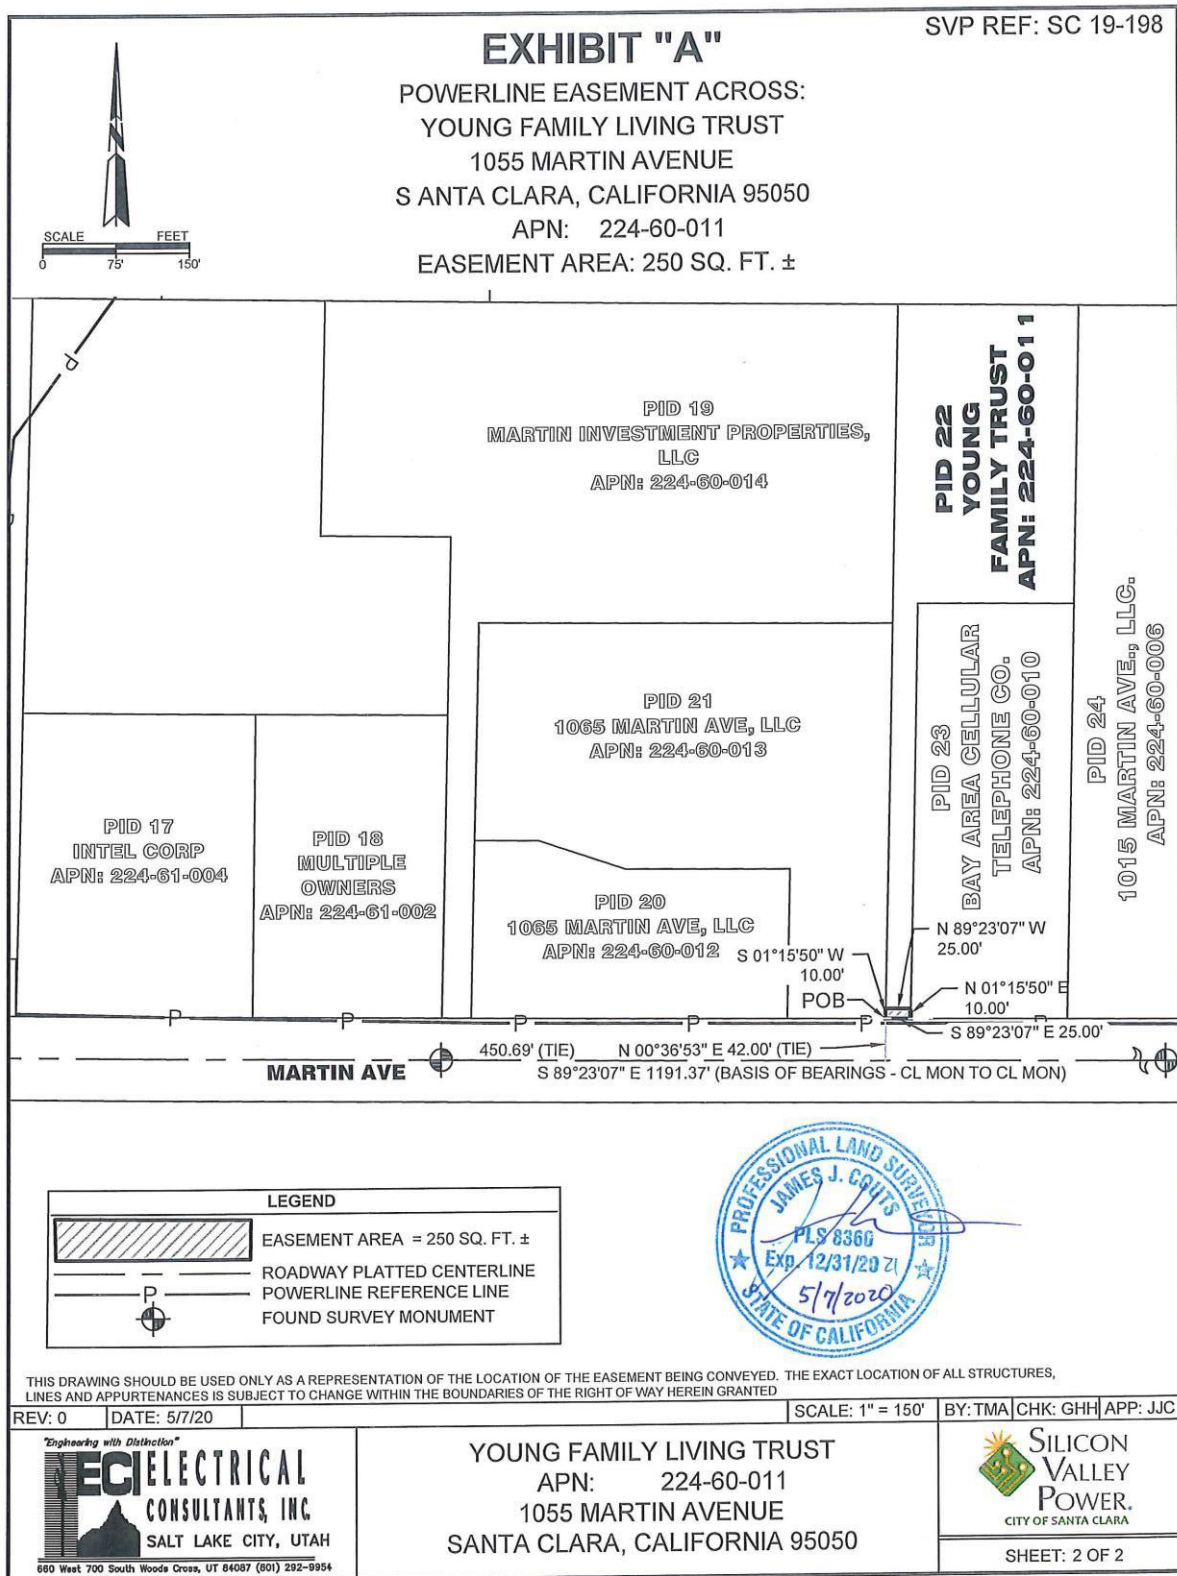 SVP REF: SC 19-198
EXHIBIT "A"
POWERLINE EASEMENT ACROSS:
YOUNG FAMILY LIVING TRUST
1055 MARTIN AVENUE
S ANTA CLARA, CALIFORNIA 95050
APN: 224-60-011
EASEMENT AREA: 250 SQ. FT. ±
N
SCALE FEET
0 75' 150'
P
PID 19
MARTIN INVESTMENT PROPERTIES,
LLC
APN: 224-60-014
PID 22
YOUNG
FAMILY TRUST
APN: 224-60-011
PID 21
1065 MARTIN AVE, LLC
APN: 224-60-013
PID 23
BAY AREA CELLULAR
TELEPHONE CO.
APN: 224-60-010
PID 24
1015 MARTIN AVE., LLC.
APN: 224-60-006
PID 17
INTEL CORP
APN: 224-61-004
PID 18
MULTIPLE
OWNERS
APN: 224-61-002
PID 20
1065 MARTIN AVE, LLC
APN: 224-60-012
S 01°15'50" W
10.00'
N 89°23'07" W
25.00'
POB
N 01°15'50" E
10.00'
P P P P P P
S 89°23'07" E 25.00'
450.69' (TIE) N 00°36'53" E 42.00' (TIE)
MARTIN AVE
S 89°23'07" E 1191.37' (BASIS OF BEARINGS - CL MON TO CL MON)
LEGEND
EASEMENT AREA = 250 SQ. FT. ±
ROADWAY PLATTED CENTERLINE
P POWERLINE REFERENCE LINE
FOUND SURVEY MONUMENT
PROFESSIONAL LAND SURVEYOR
JAMES J. COUTS
PLS 8360
Exp. 12/31/20 21
5/7/2020
STATE OF CALIFORNIA
THIS DRAWING SHOULD BE USED ONLY AS A REPRESENTATION OF THE LOCATION OF THE EASEMENT BEING CONVEYED. THE EXACT LOCATION OF ALL STRUCTURES,
LINES AND APPURTENANCES IS SUBJECT TO CHANGE WITHIN THE BOUNDARIES OF THE RIGHT OF WAY HEREIN GRANTED
REV: 0 DATE: 5/7/20 SCALE: 1" = 150' BY: TMA CHK: GHH APP: JJC
"Engineering with Distinction"
ECI ELECTRICAL
CONSULTANTS, INC.
SALT LAKE CITY, UTAH
660 West 700 South Woods Cross, UT 84087 (801) 292-9954
YOUNG FAMILY LIVING TRUST
APN: 224-60-011
1055 MARTIN AVENUE
SANTA CLARA, CALIFORNIA 95050
SILICON
VALLEY
POWER.
CITY OF SANTA CLARA
SHEET: 2 OF 2